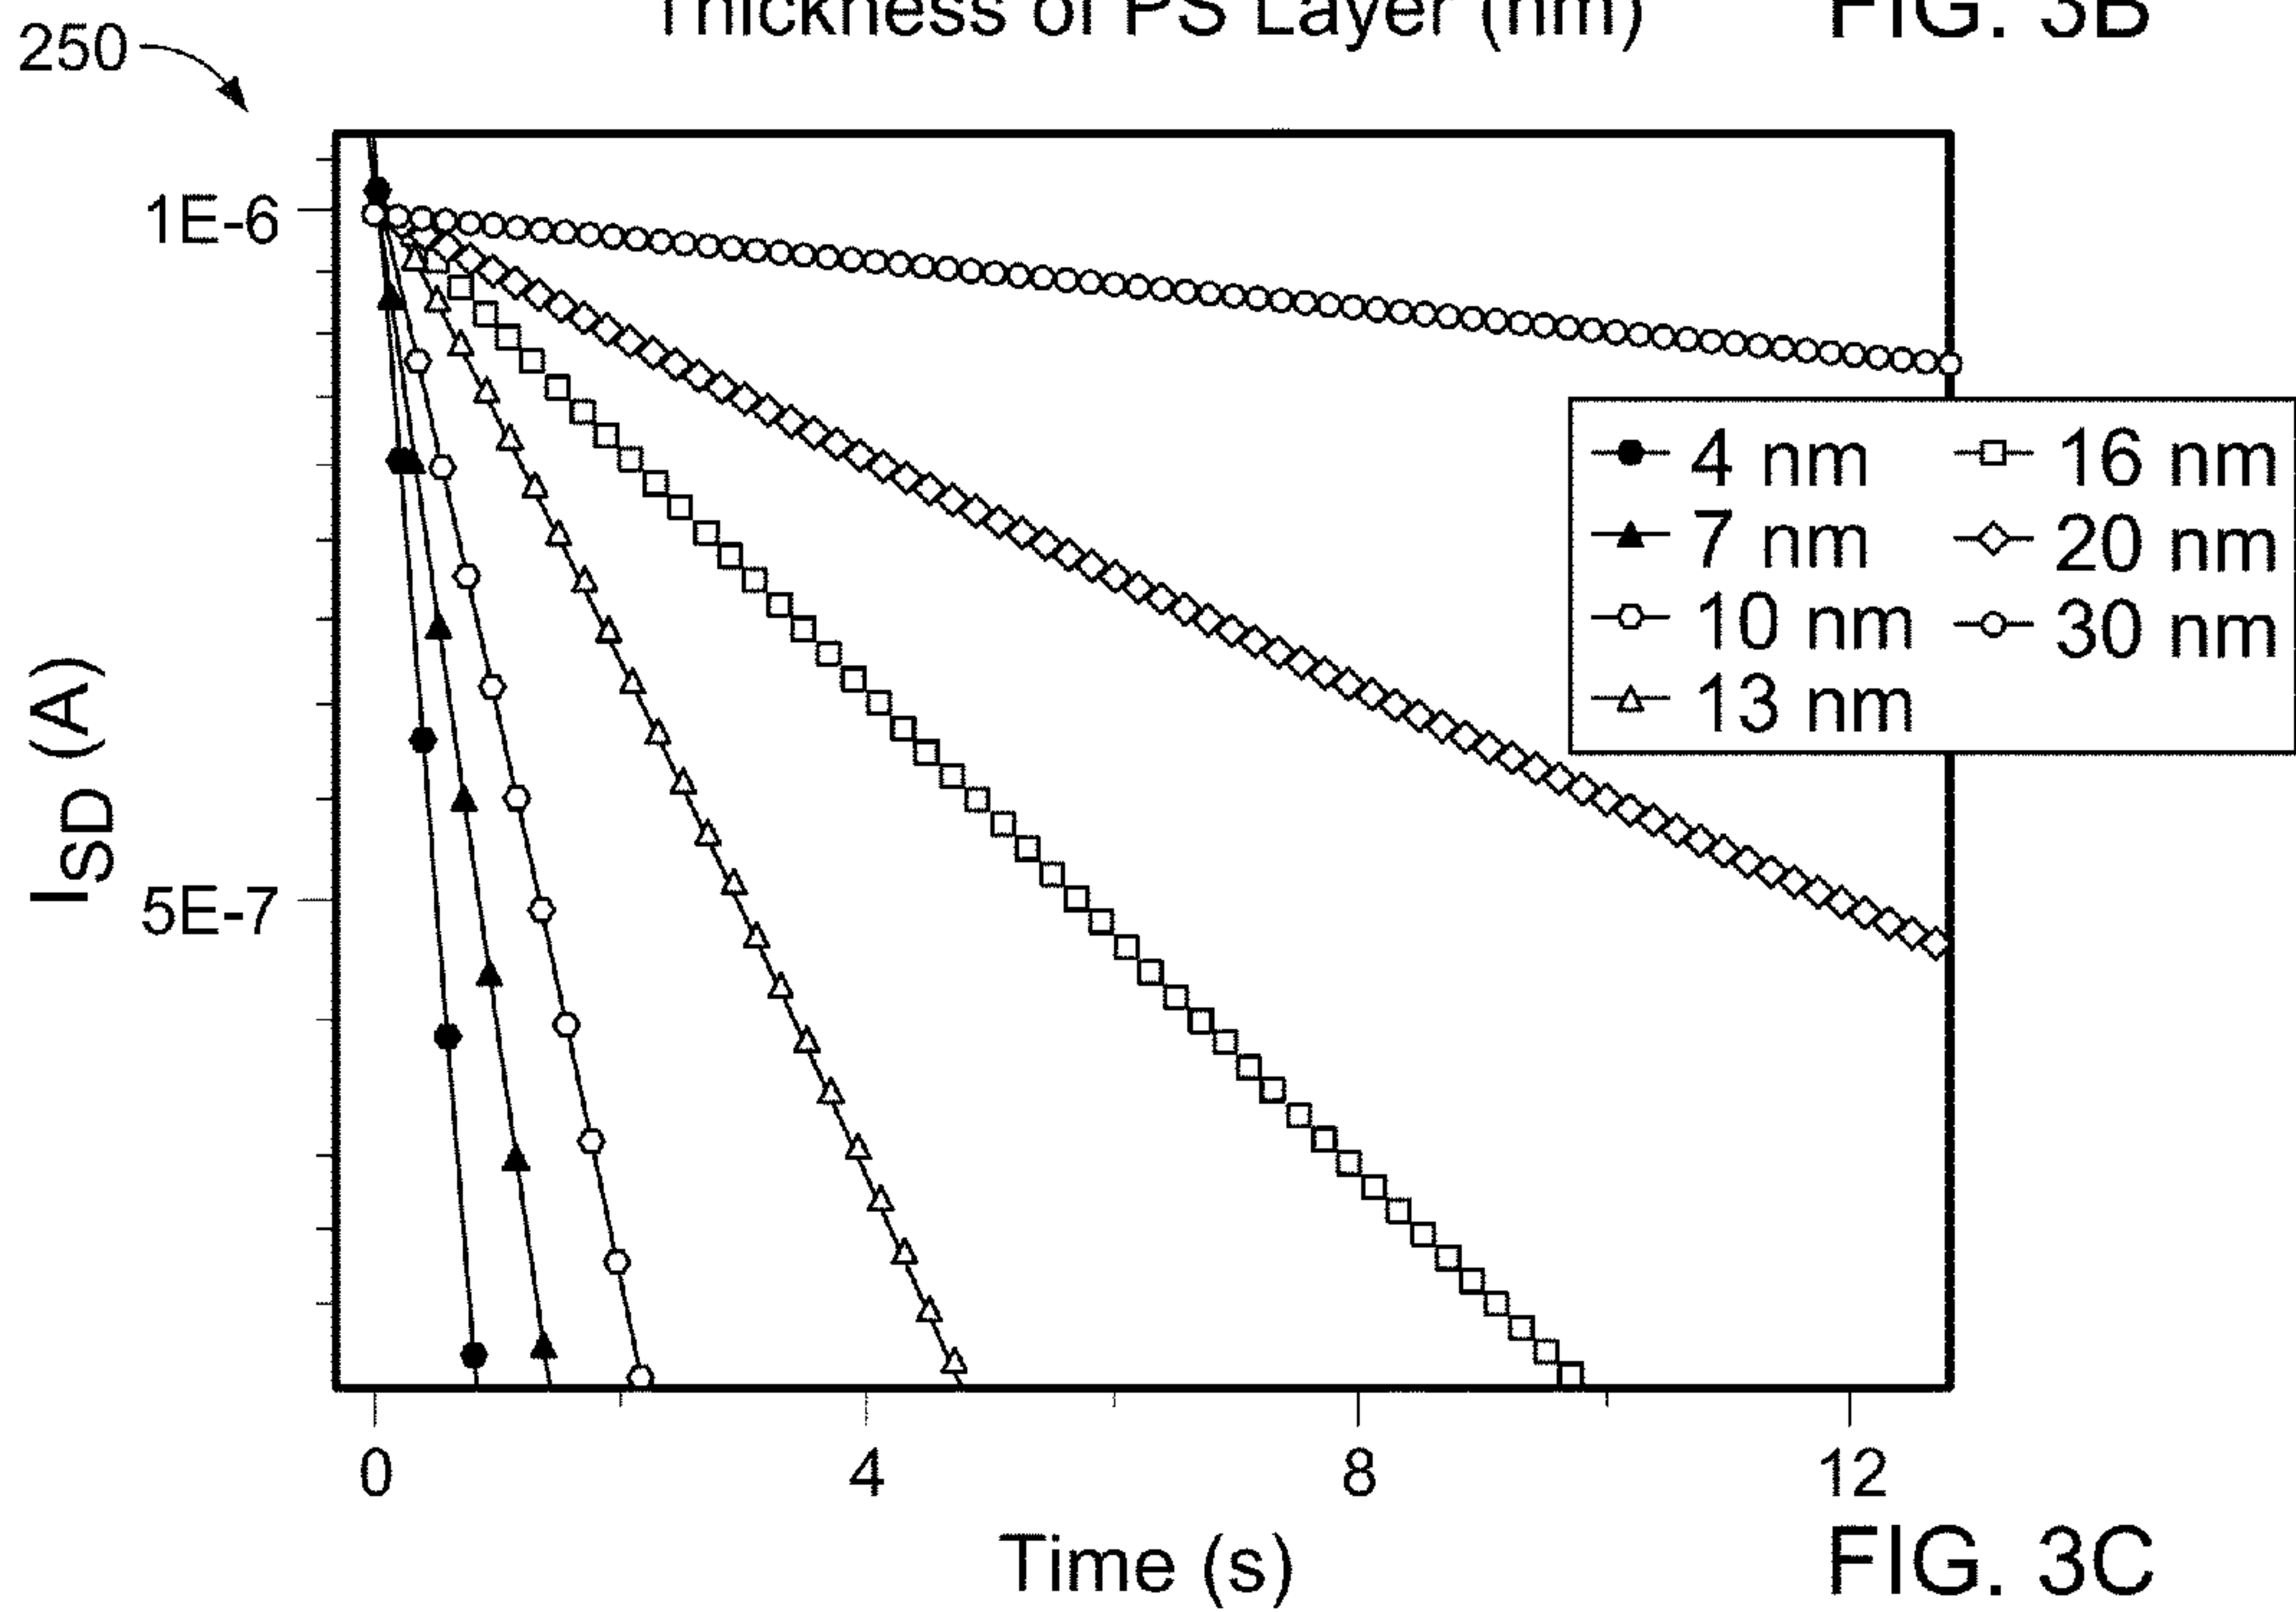 Thickness of PS Layer (nm) FIG. 3B
250
1E-6
5E-7
I_SD (A)
4 nm 16 nm
7 nm 20 nm
10 nm 30 nm
13 nm
0 4 8 12
Time (s)
FIG. 3C